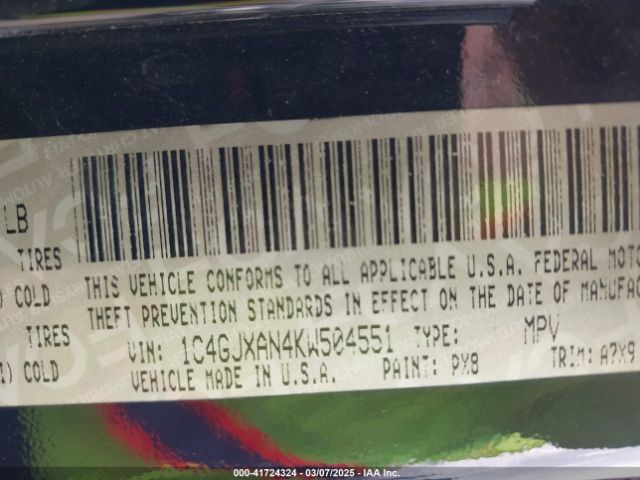 LB
TIRES
) COLD
TIRES
) COLD
THIS VEHICLE CONFORMS TO ALL APPLICABLE U.S.A. FEDERAL MOTO
THEFT PREVENTION STANDARDS IN EFFECT ON THE DATE OF MANUFAC
VIN: 1C4GJXAN4KW504551 TYPE: MPV
VEHICLE MADE IN U.S.A. PAINT: PX8 TRIM: A7X9
000-41724324 | 03/07/2025 | IAA Inc.